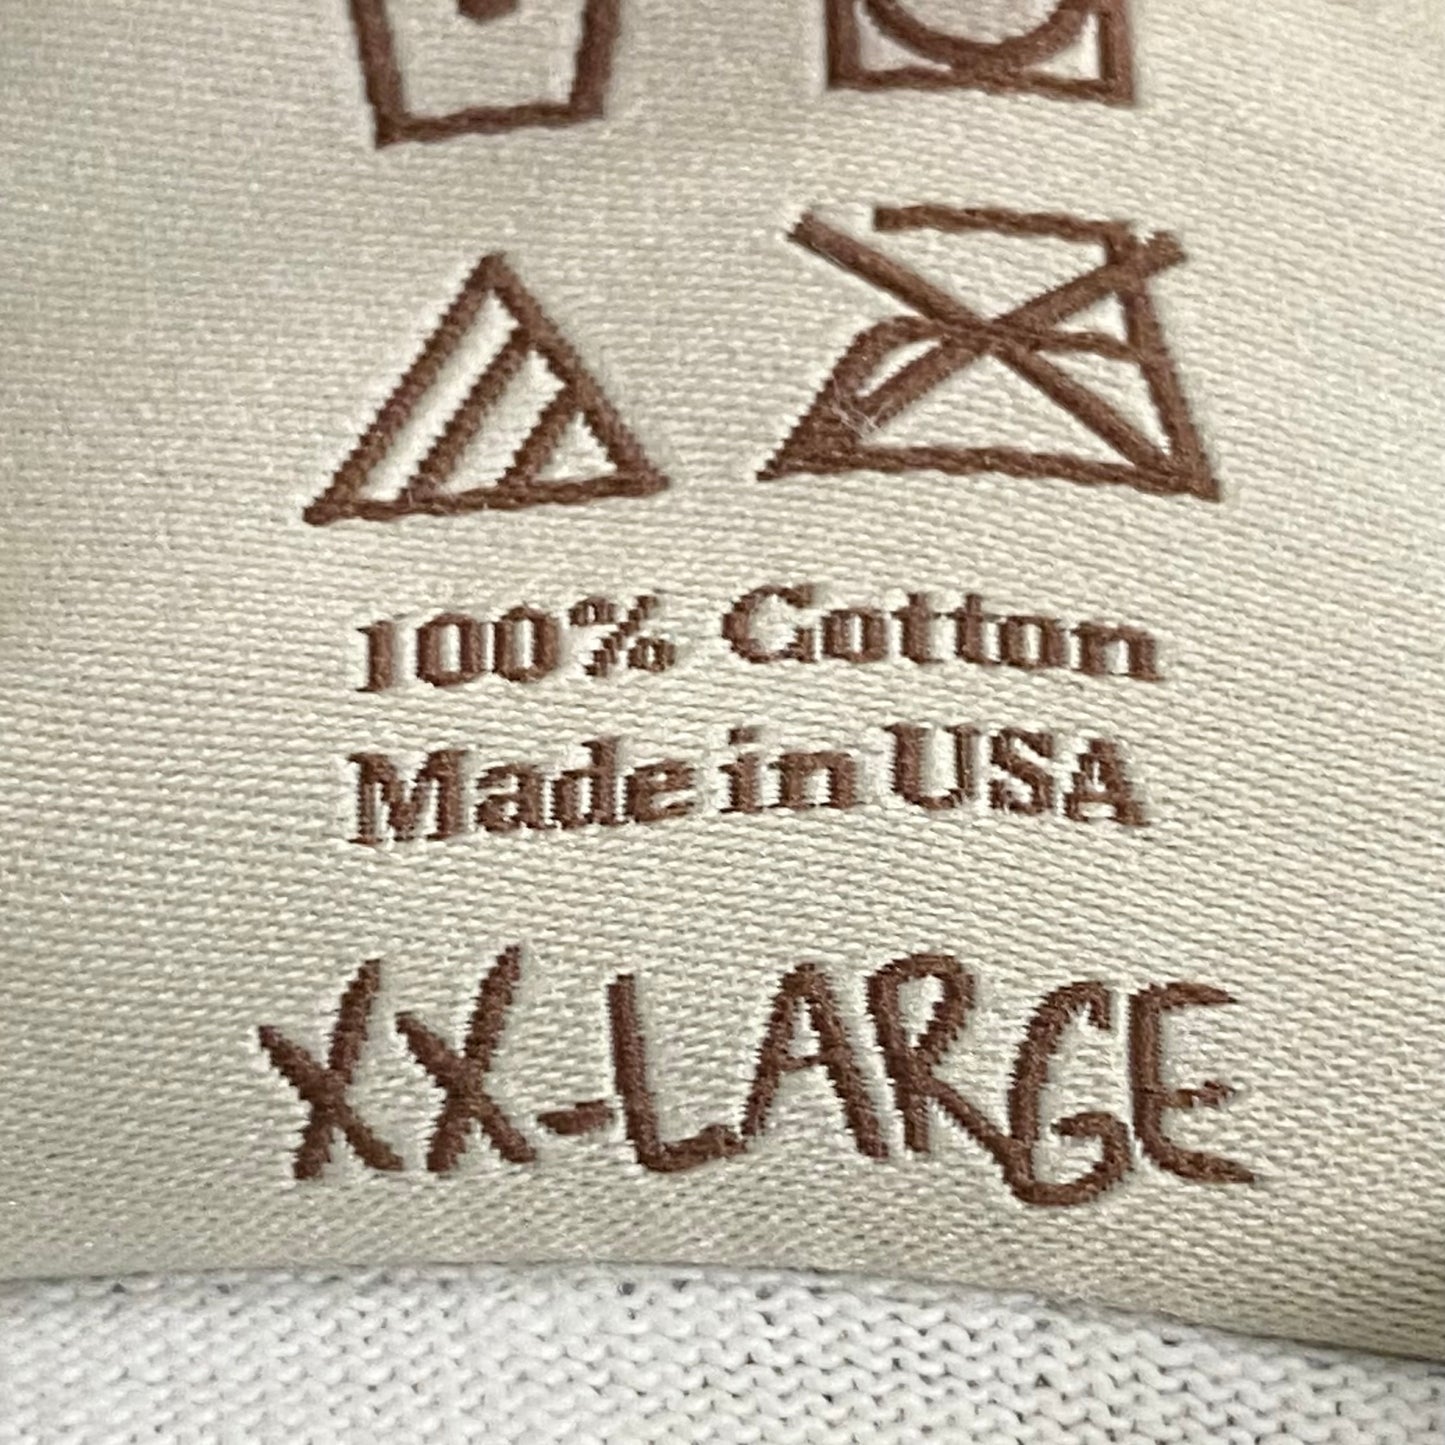 100% Cotton
Made in USA
XX-LARGE